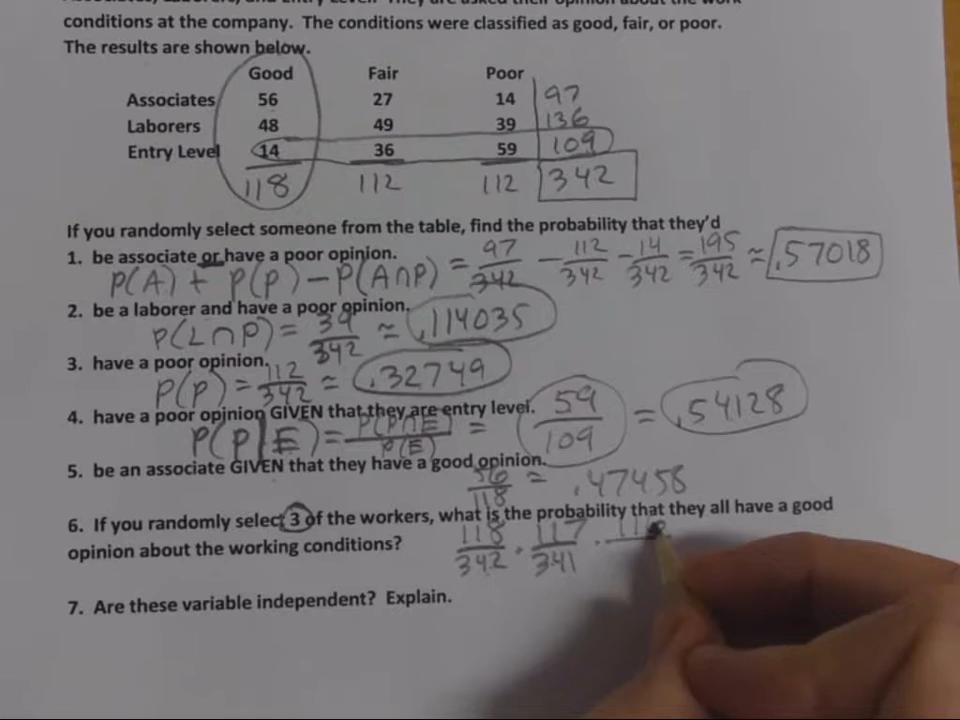 conditions at the company. The conditions were classified as good, fair, or poor.
The results are shown below.
Good Fair Poor
Associates 56 27 14 97
Laborers 48 49 39 136
Entry Level 14 36 59 109
118 112 112 342
If you randomly select someone from the table, find the probability that they'd
1. be associate or have a poor opinion.
P(A) + P(P) − P(A∩P) = 97/342 − 112/342 − 14/342 = 195/342 ≈ .57018
2. be a laborer and have a poor opinion.
P(L∩P) = 39/342 ≈ .114035
3. have a poor opinion.
P(P) = 112/342 ≈ .32749
4. have a poor opinion GIVEN that they are entry level.
P(P|E) = P(P∩E)/P(E) = 59/109 = .54128
5. be an associate GIVEN that they have a good opinion.
56/118 = .47458
6. If you randomly select 3 of the workers, what is the probability that they all have a good
opinion about the working conditions?
118/342 · 117/341 ·
7. Are these variable independent? Explain.